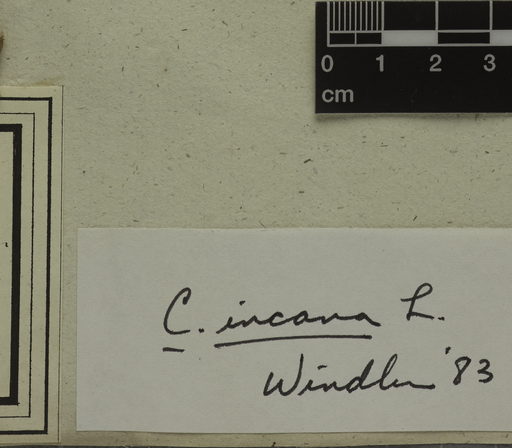 0 1 2 3
cm
C. incana L.
Windler '83